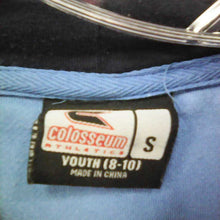 Colosseum
ATHLETICS
S
YOUTH (8-10)
MADE IN CHINA